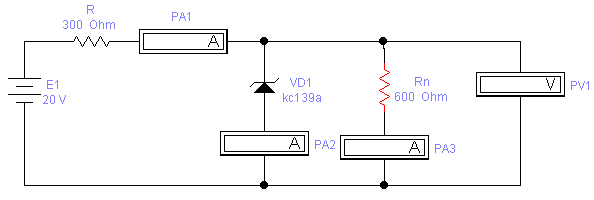 R
300 Ohm
PA1
A
E1
20 V
VD1
kc139a
Rn
600 Ohm
V
PV1
A
PA2
A
PA3